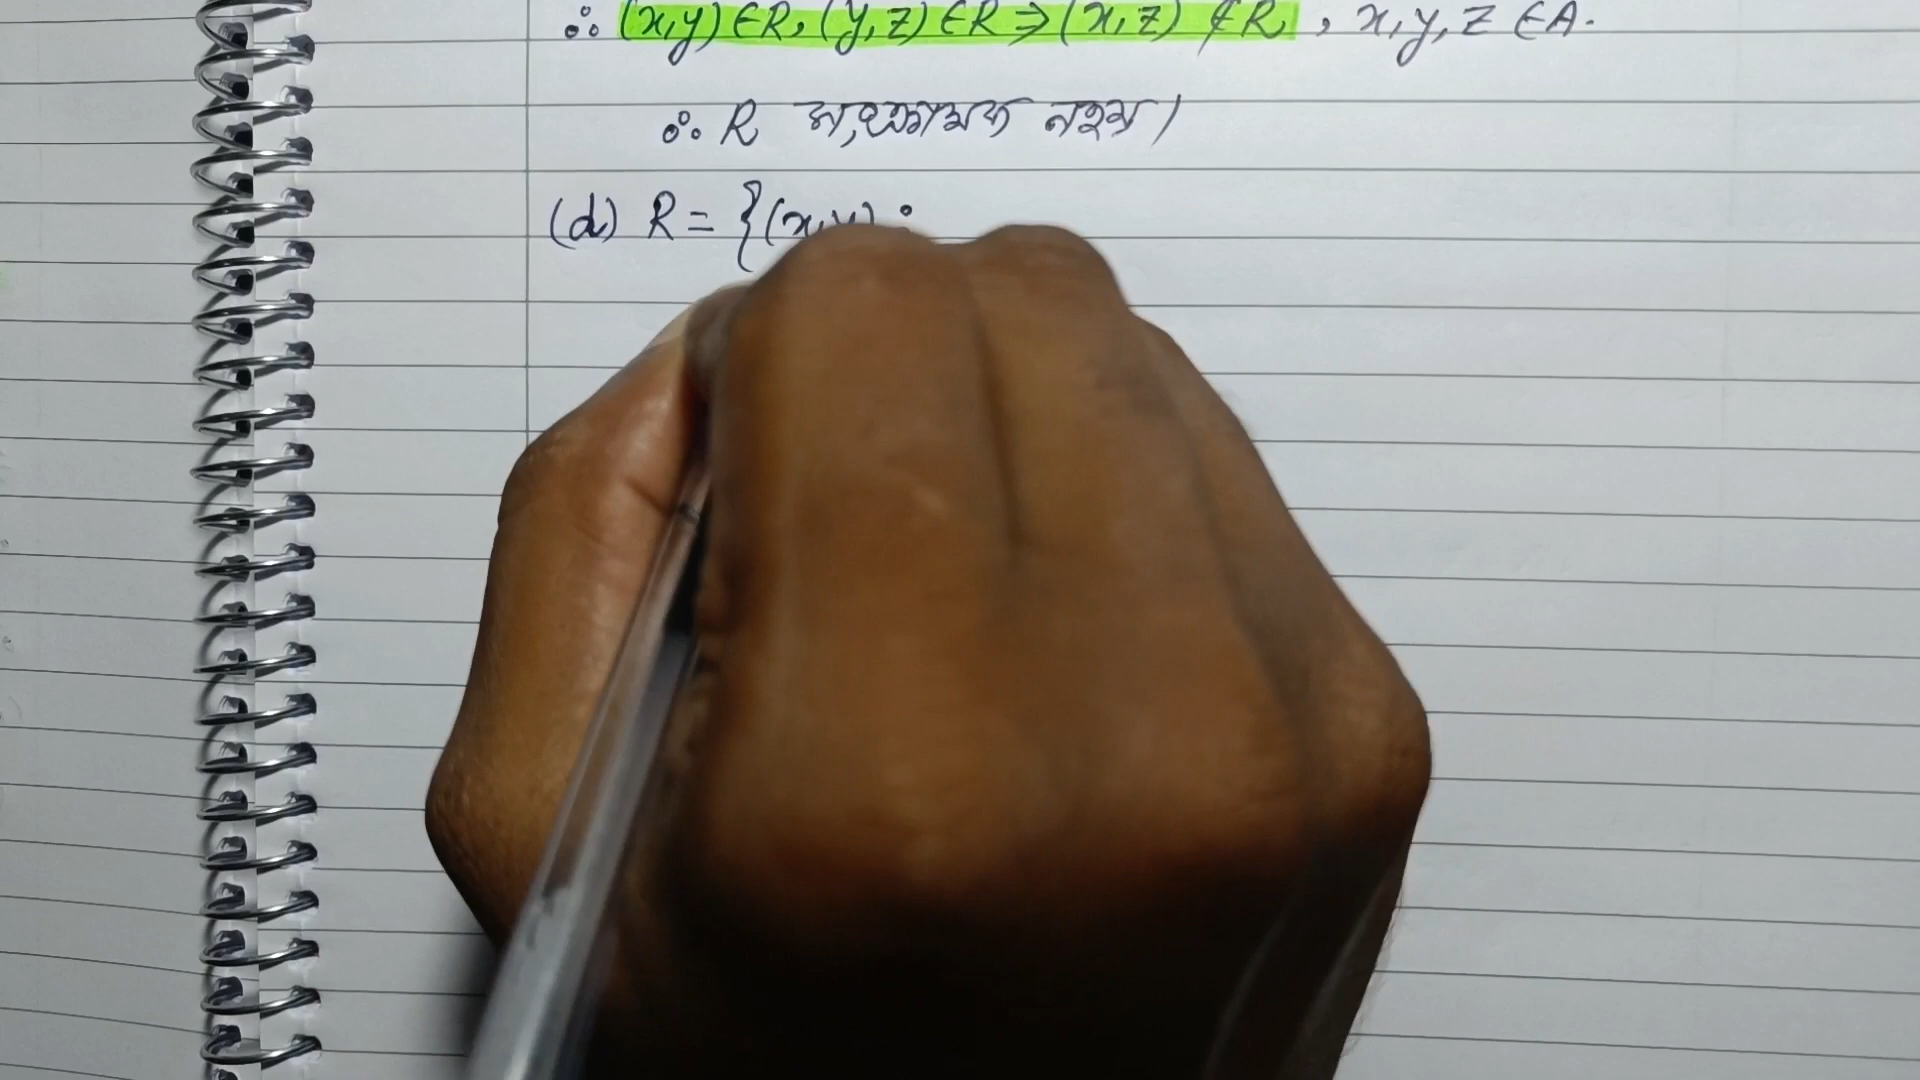 ∴ (x,y) ∈ R, (y,z) ∈ R ⇒ (x,z) ∉ R, x,y,z ∈ A.
∴ R সংক্ৰামক নহয়।
(d) R = {(x,y) :